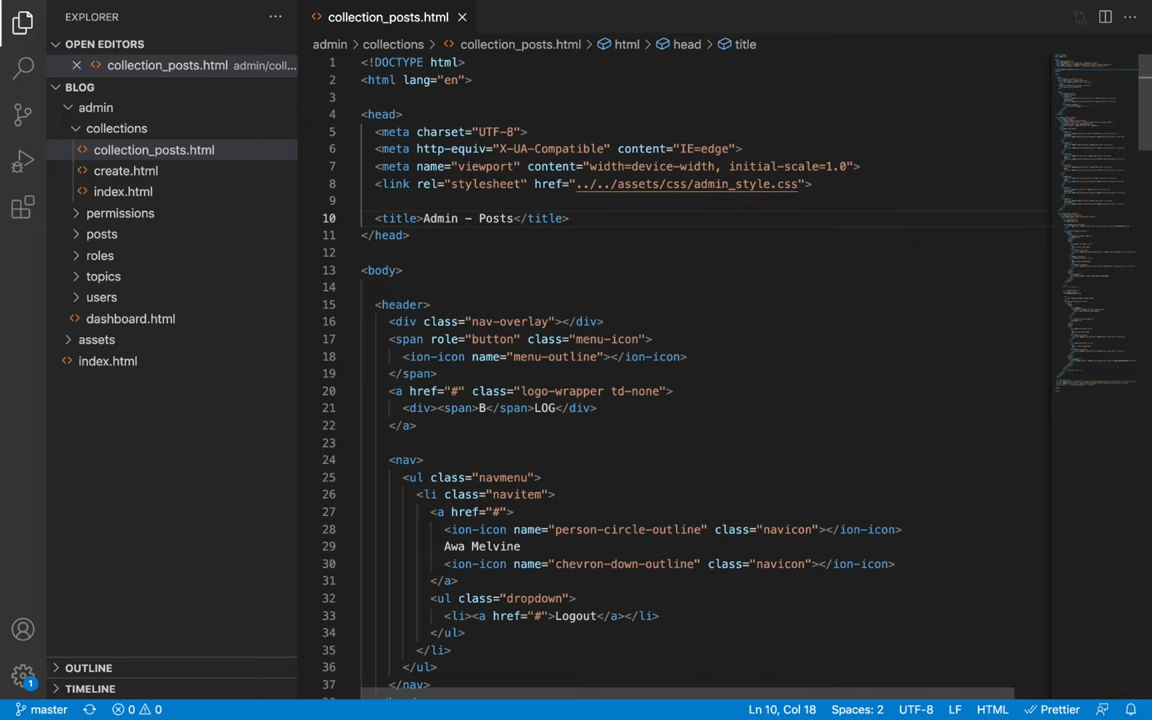 EXPLORER
OPEN EDITORS
collection_posts.html admin/coll...
BLOG
admin
collections
collection_posts.html
create.html
index.html
permissions
posts
roles
topics
users
dashboard.html
assets
index.html
OUTLINE
TIMELINE
collection_posts.html
admin > collections > collection_posts.html > html > head > title
1 <!DOCTYPE html>
2 <html lang="en">
3
4 <head>
5 <meta charset="UTF-8">
6 <meta http-equiv="X-UA-Compatible" content="IE=edge">
7 <meta name="viewport" content="width=device-width, initial-scale=1.0">
8 <link rel="stylesheet" href="../../assets/css/admin_style.css">
9
10 <title>Admin - Posts</title>
11 </head>
12
13 <body>
14
15 <header>
16 <div class="nav-overlay"></div>
17 <span role="button" class="menu-icon">
18 <ion-icon name="menu-outline"></ion-icon>
19 </span>
20 <a href="#" class="logo-wrapper td-none">
21 <div><span>B</span>LOG</div>
22 </a>
23
24 <nav>
25 <ul class="navmenu">
26 <li class="navitem">
27 <a href="#">
28 <ion-icon name="person-circle-outline" class="navicon"></ion-icon>
29 Awa Melvine
30 <ion-icon name="chevron-down-outline" class="navicon"></ion-icon>
31 </a>
32 <ul class="dropdown">
33 <li><a href="#">Logout</a></li>
34 </ul>
35 </li>
36 </ul>
37 </nav>
1
master 0 0 Ln 10, Col 18 Spaces: 2 UTF-8 LF HTML Prettier